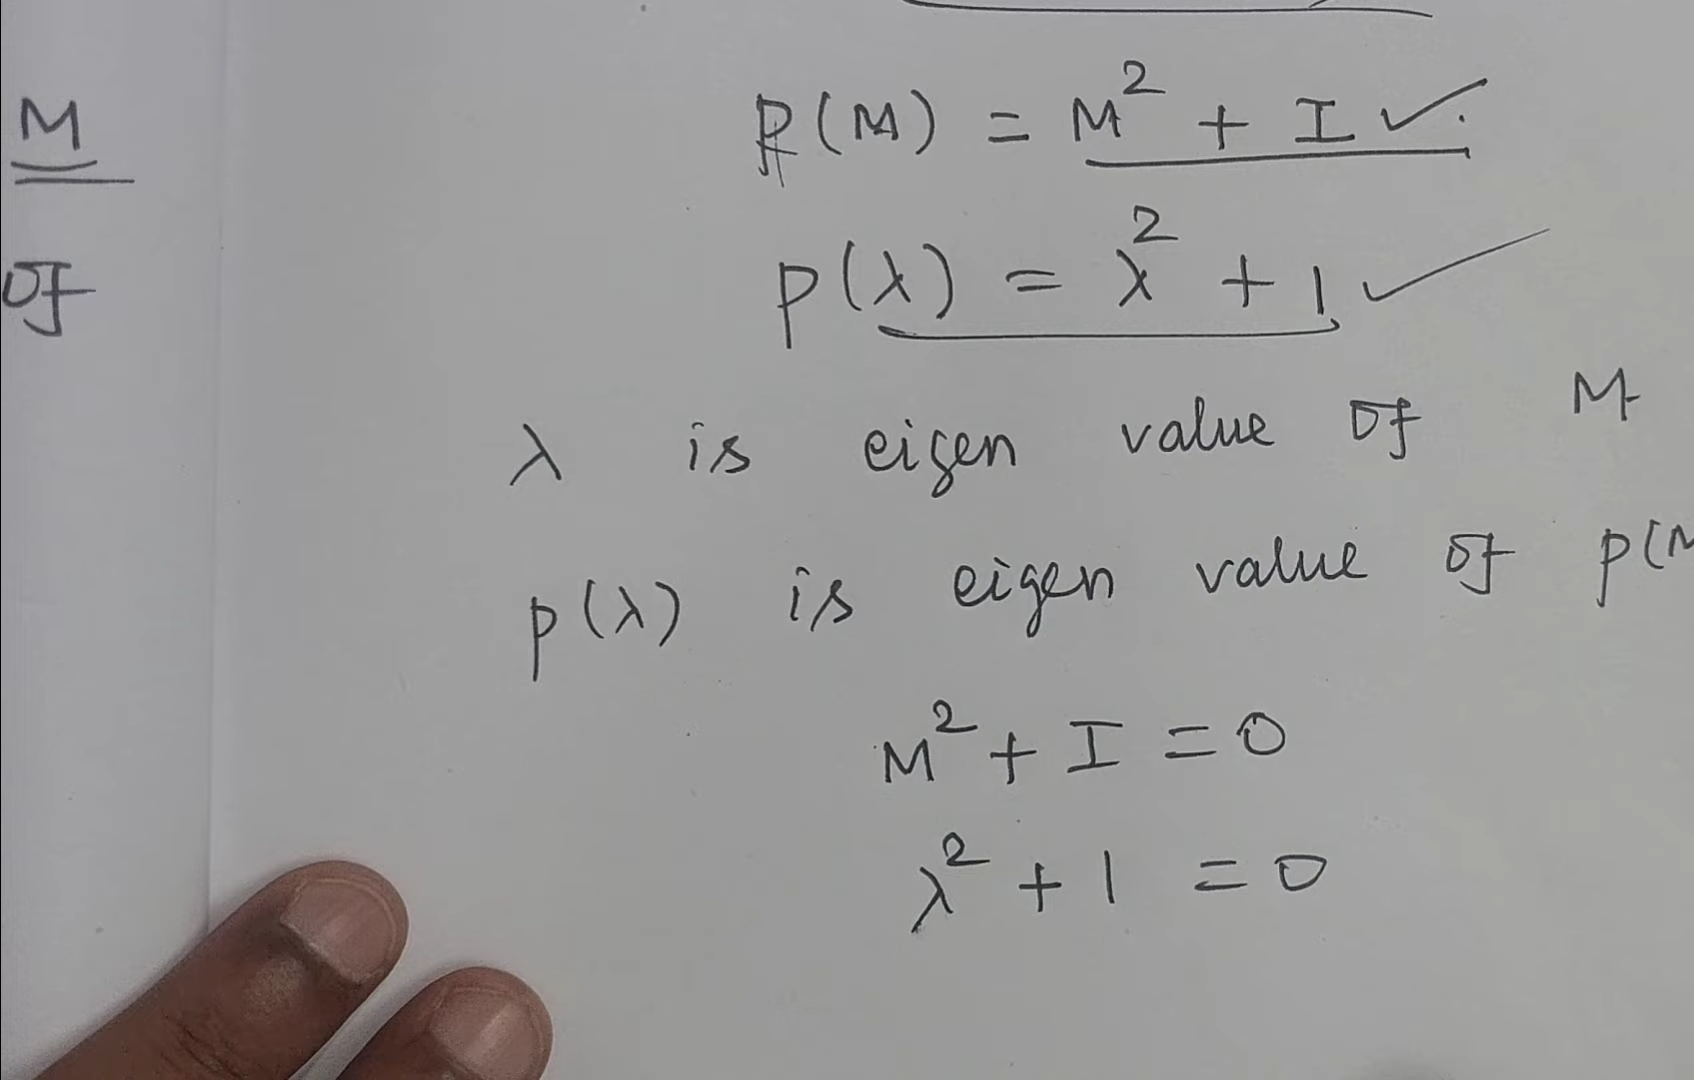 M
of
P(M) = M² + I ✓.
p(λ) = λ² + 1 ✓
λ is eigen value of M
p(λ) is eigen value of p(M
M² + I = 0
λ² + 1 = 0